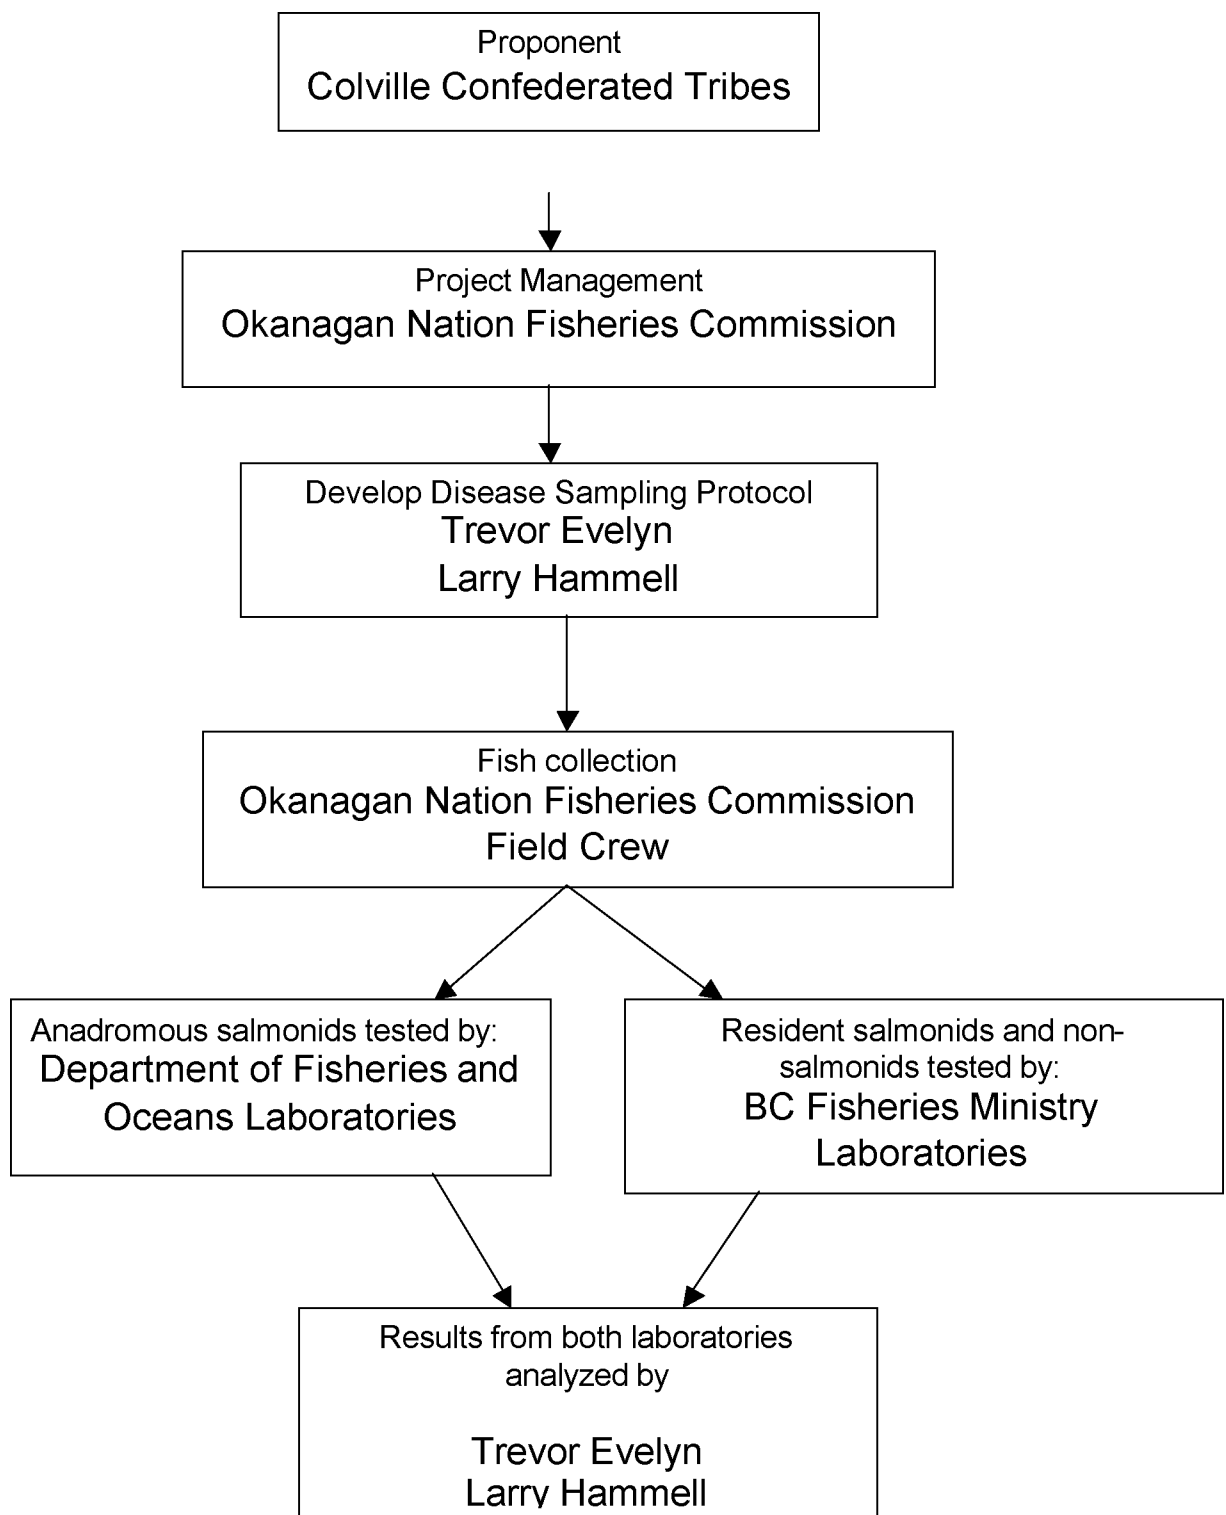 Proponent
Colville Confederated Tribes
Project Management
Okanagan Nation Fisheries Commission
Develop Disease Sampling Protocol
Trevor Evelyn
Larry Hammell
Fish collection
Okanagan Nation Fisheries Commission
Field Crew
Anadromous salmonids tested by:
Department of Fisheries and
Oceans Laboratories
Resident salmonids and non-
salmonids tested by:
BC Fisheries Ministry
Laboratories
Results from both laboratories
analyzed by
Trevor Evelyn
Larry Hammell